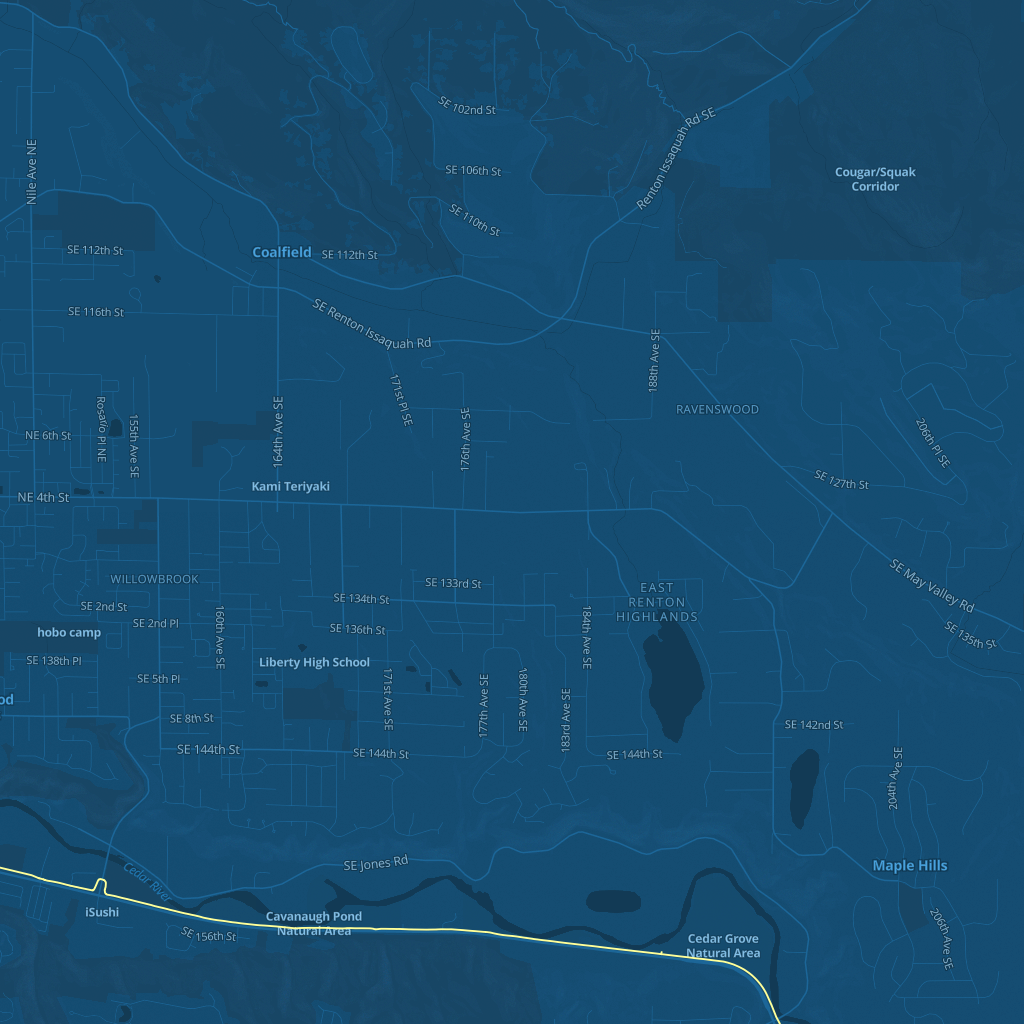 SE 102nd St
Renton Issaquah Rd SE
Nile Ave NE
SE 106th St
Cougar/Squak
Corridor
SE 110th St
SE 112th St
Coalfield
SE 112th St
SE 116th St
SE Renton Issaquah Rd
188th Ave SE
171st Pl SE
RAVENSWOOD
Rosario Pl NE
155th Ave SE
164th Ave SE
176th Ave SE
NE 6th St
206th Pl SE
SE 127th St
Kami Teriyaki
NE 4th St
WILLOWBROOK
SE 133rd St
SE May Valley Rd
EAST
RENTON
HIGHLANDS
SE 134th St
SE 2nd St
SE 2nd Pl
hobo camp
160th Ave SE
SE 136th St
184th Ave SE
SE 135th St
SE 138th Pl
Liberty High School
SE 5th Pl
171st Ave SE
177th Ave SE
180th Ave SE
183rd Ave SE
od
SE 8th St
SE 142nd St
SE 144th St
SE 144th St
SE 144th St
204th Ave SE
SE Jones Rd
Maple Hills
Cedar River
iSushi
Cavanaugh Pond
Natural Area
SE 156th St
Cedar Grove
Natural Area
206th Ave SE